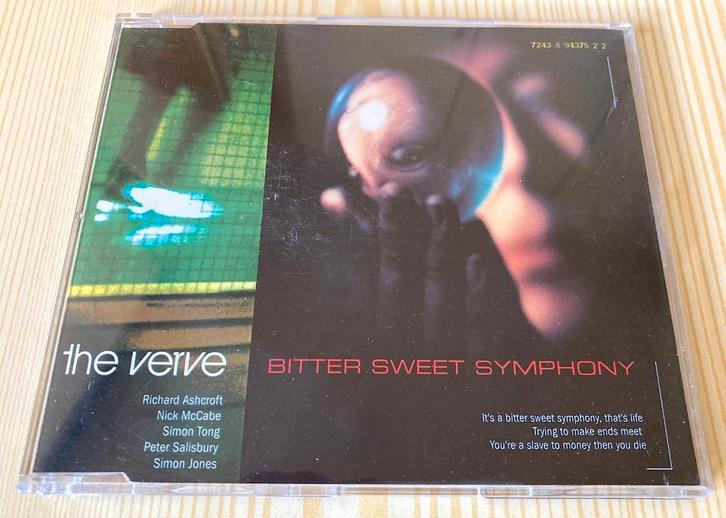 7243 8 94375 2 2
the verve
BITTER SWEET SYMPHONY
Richard Ashcroft
Nick McCabe
Simon Tong
Peter Salisbury
Simon Jones
It's a bitter sweet symphony, that's life
Trying to make ends meet
You're a slave to money then you die